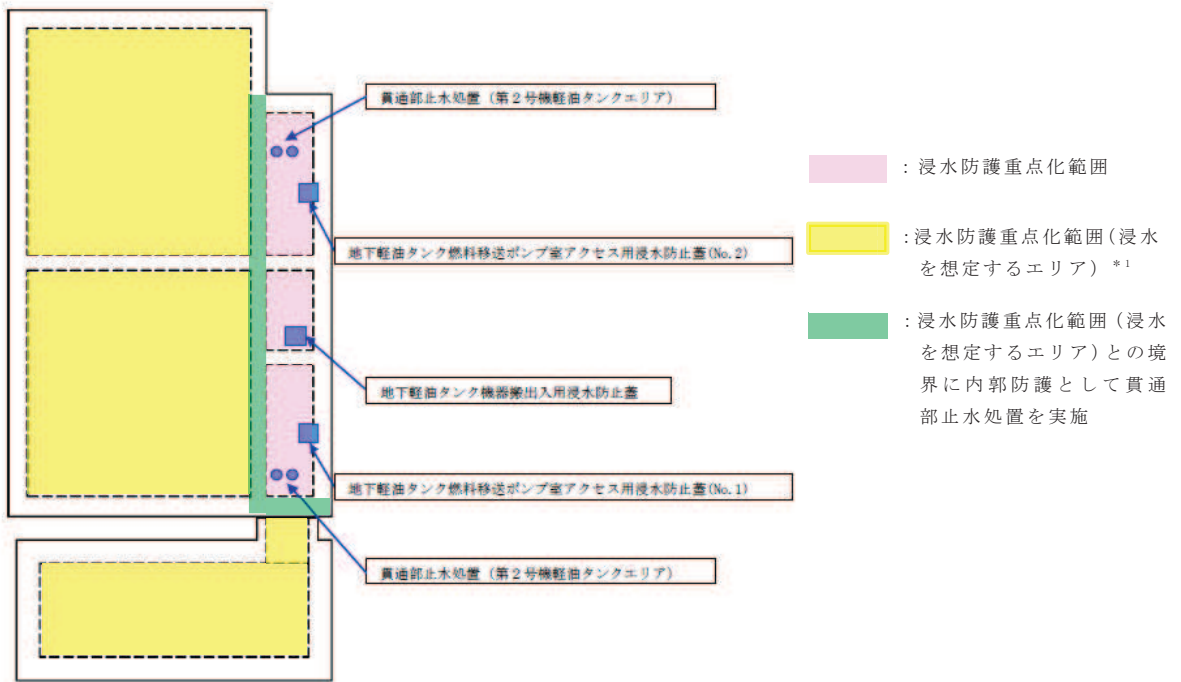 貫通部止水処置（第２号機軽油タンクエリア）
地下軽油タンク燃料移送ポンプ室アクセス用浸水防止蓋(No.2)
地下軽油タンク機器搬出入用浸水防止蓋
地下軽油タンク燃料移送ポンプ室アクセス用浸水防止蓋(No.1)
貫通部止水処置（第２号機軽油タンクエリア）
：浸水防護重点化範囲
：浸水防護重点化範囲（浸水
を想定するエリア）*1
：浸水防護重点化範囲（浸水
を想定するエリア）との境
界に内郭防護として貫通
部止水処置を実施